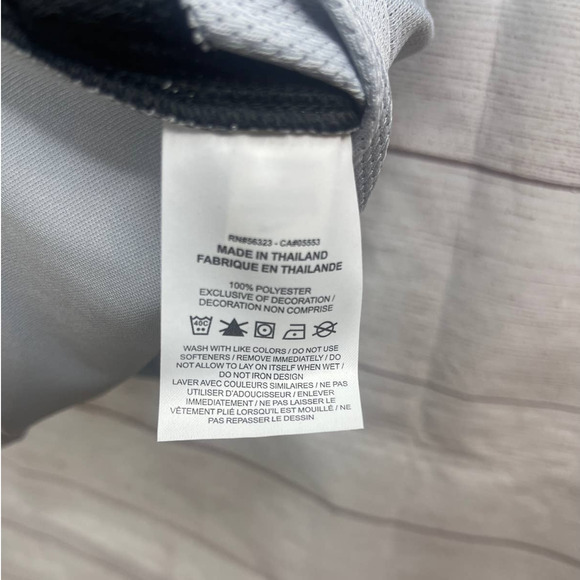 RN#56323 - CA#05553
MADE IN THAILAND
FABRIQUE EN THAILANDE
100% POLYESTER
EXCLUSIVE OF DECORATION /
DECORATION NON COMPRISE
40C
WASH WITH LIKE COLORS / DO NOT USE
SOFTENERS / REMOVE IMMEDIATELY / DO
NOT ALLOW TO LAY ON ITSELF WHEN WET /
DO NOT IRON DESIGN
LAVER AVEC COULEURS SIMILAIRES / NE PAS
UTILISER D'ADOUCISSEUR / ENLEVER
IMMEDIATEMENT / NE PAS LAISSER LE
VÊTEMENT PLIÉ LORSQU'IL EST MOUILLÉ / NE
PAS REPASSER LE DESSIN